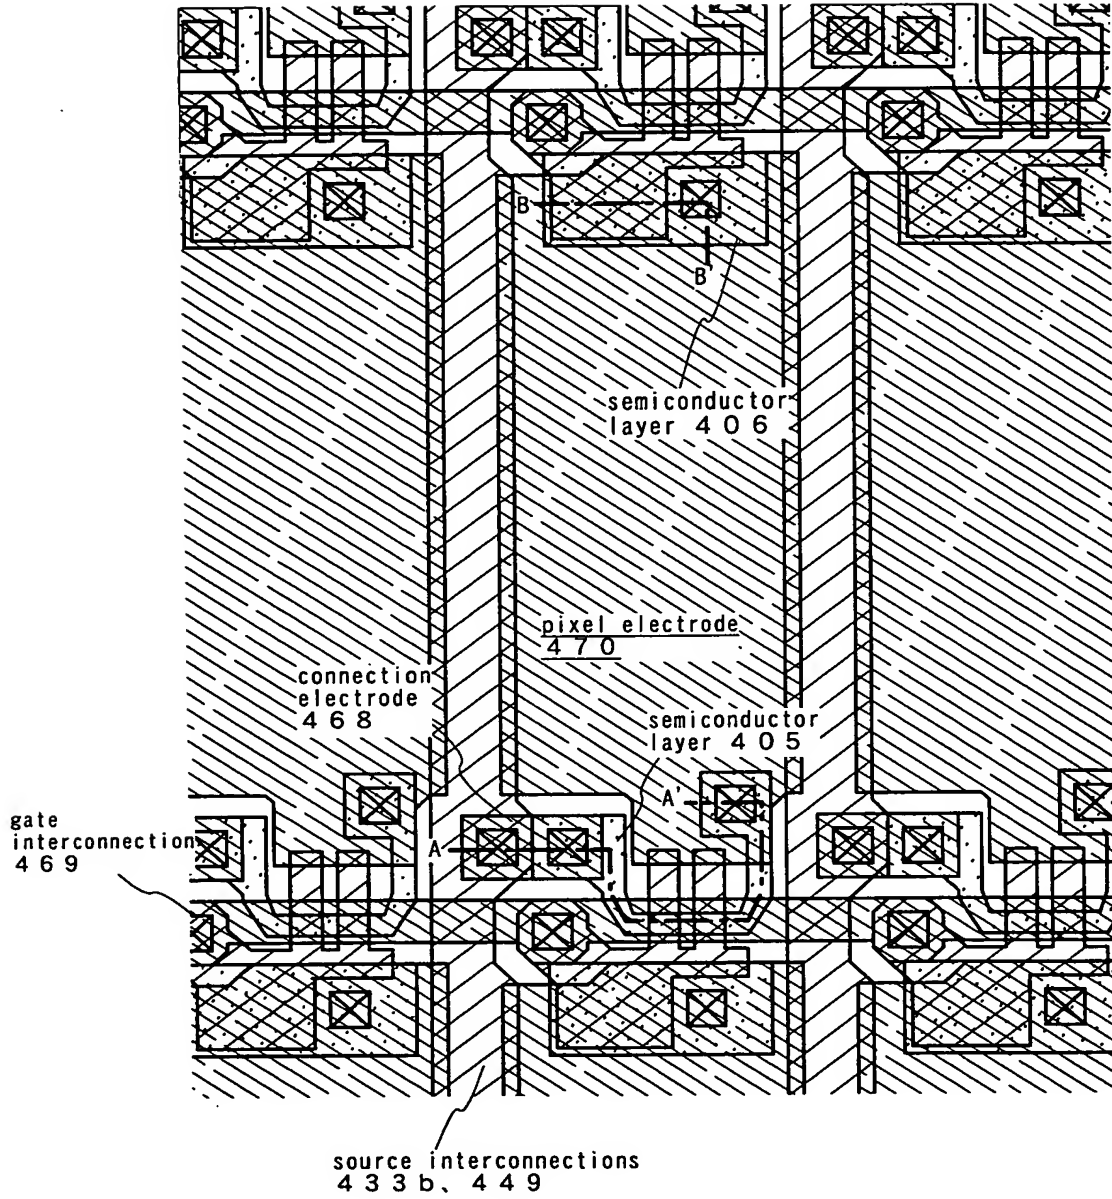 B
B'
semiconductor
layer 406
pixel electrode
470
connection
electrode
468
semiconductor
layer 405
A'
A
gate
interconnection
469
source interconnections
433b、449